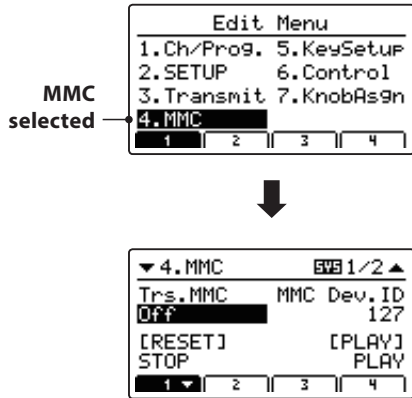 Edit Menu
1.Ch/Prog. 5.KeySetup
2.SETUP 6.Control
3.Transmit 7.KnobAsgn
4.MMC
1 2 3 4
MMC
selected
▼4.MMC SYS 1/2▲
Trs.MMC MMC Dev.ID
Off 127
[RESET] [PLAY]
STOP PLAY
1▼ 2 3 4